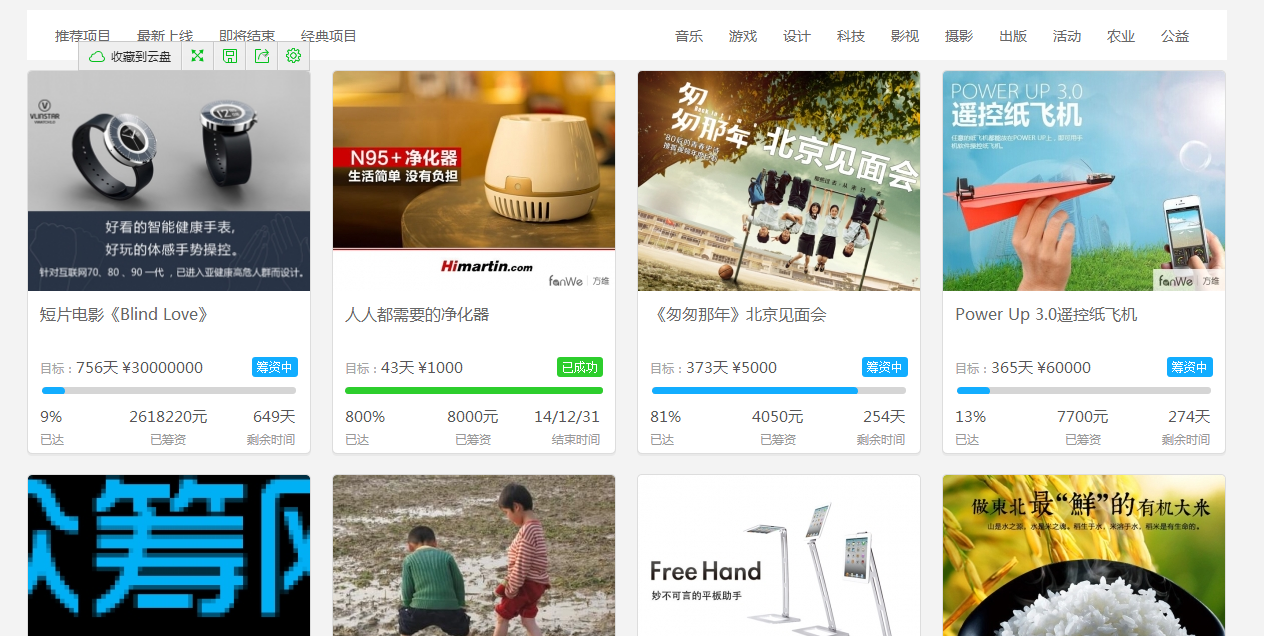 推荐项目 最新上线 即将结束 经典项目 音乐 游戏 设计 科技 影视 摄影 出版 活动 农业 公益
收藏到云盘
VLINSTAR
好看的智能健康手表,
好玩的体感手势操控。
针对互联网70、80、90 一代 ，已进入亚健康高危人群而设计。
短片电影《Blind Love》
目标：756天 ¥30000000 筹资中
9% 2618220元 649天
已达 已筹资 剩余时间
N95+净化器
生活简单 没有负担
Himartin.com
fanWe 方维
人人都需要的净化器
目标：43天 ¥1000 已成功
800% 8000元 14/12/31
已达 已筹资 结束时间
匆匆那年
北京见面会
《匆匆那年》北京见面会
目标：373天 ¥5000 筹资中
81% 4050元 254天
已达 已筹资 剩余时间
POWER UP 3.0
遥控纸飞机
fanWe 方维
Power Up 3.0遥控纸飞机
目标：365天 ¥60000 筹资中
13% 7700元 274天
已达 已筹资 剩余时间
众筹网
Free Hand
妙不可言的平板助手
做東北最“鮮”的有机大米